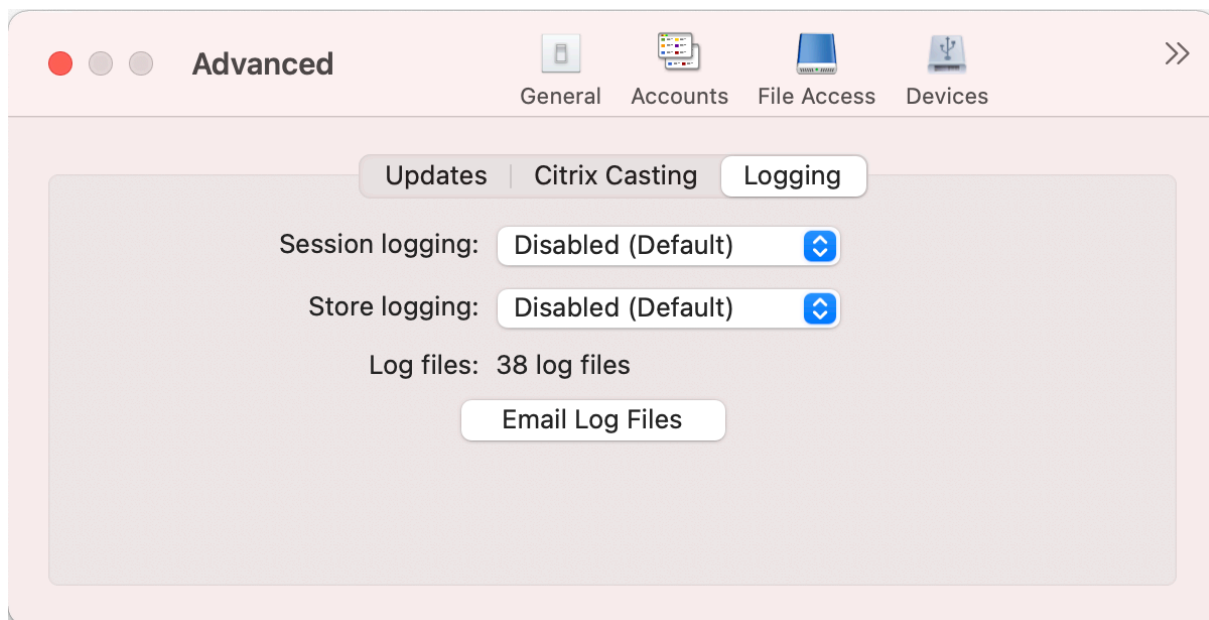 Advanced
General Accounts File Access Devices
Updates Citrix Casting Logging
Session logging: Disabled (Default)
Store logging: Disabled (Default)
Log files: 38 log files
Email Log Files